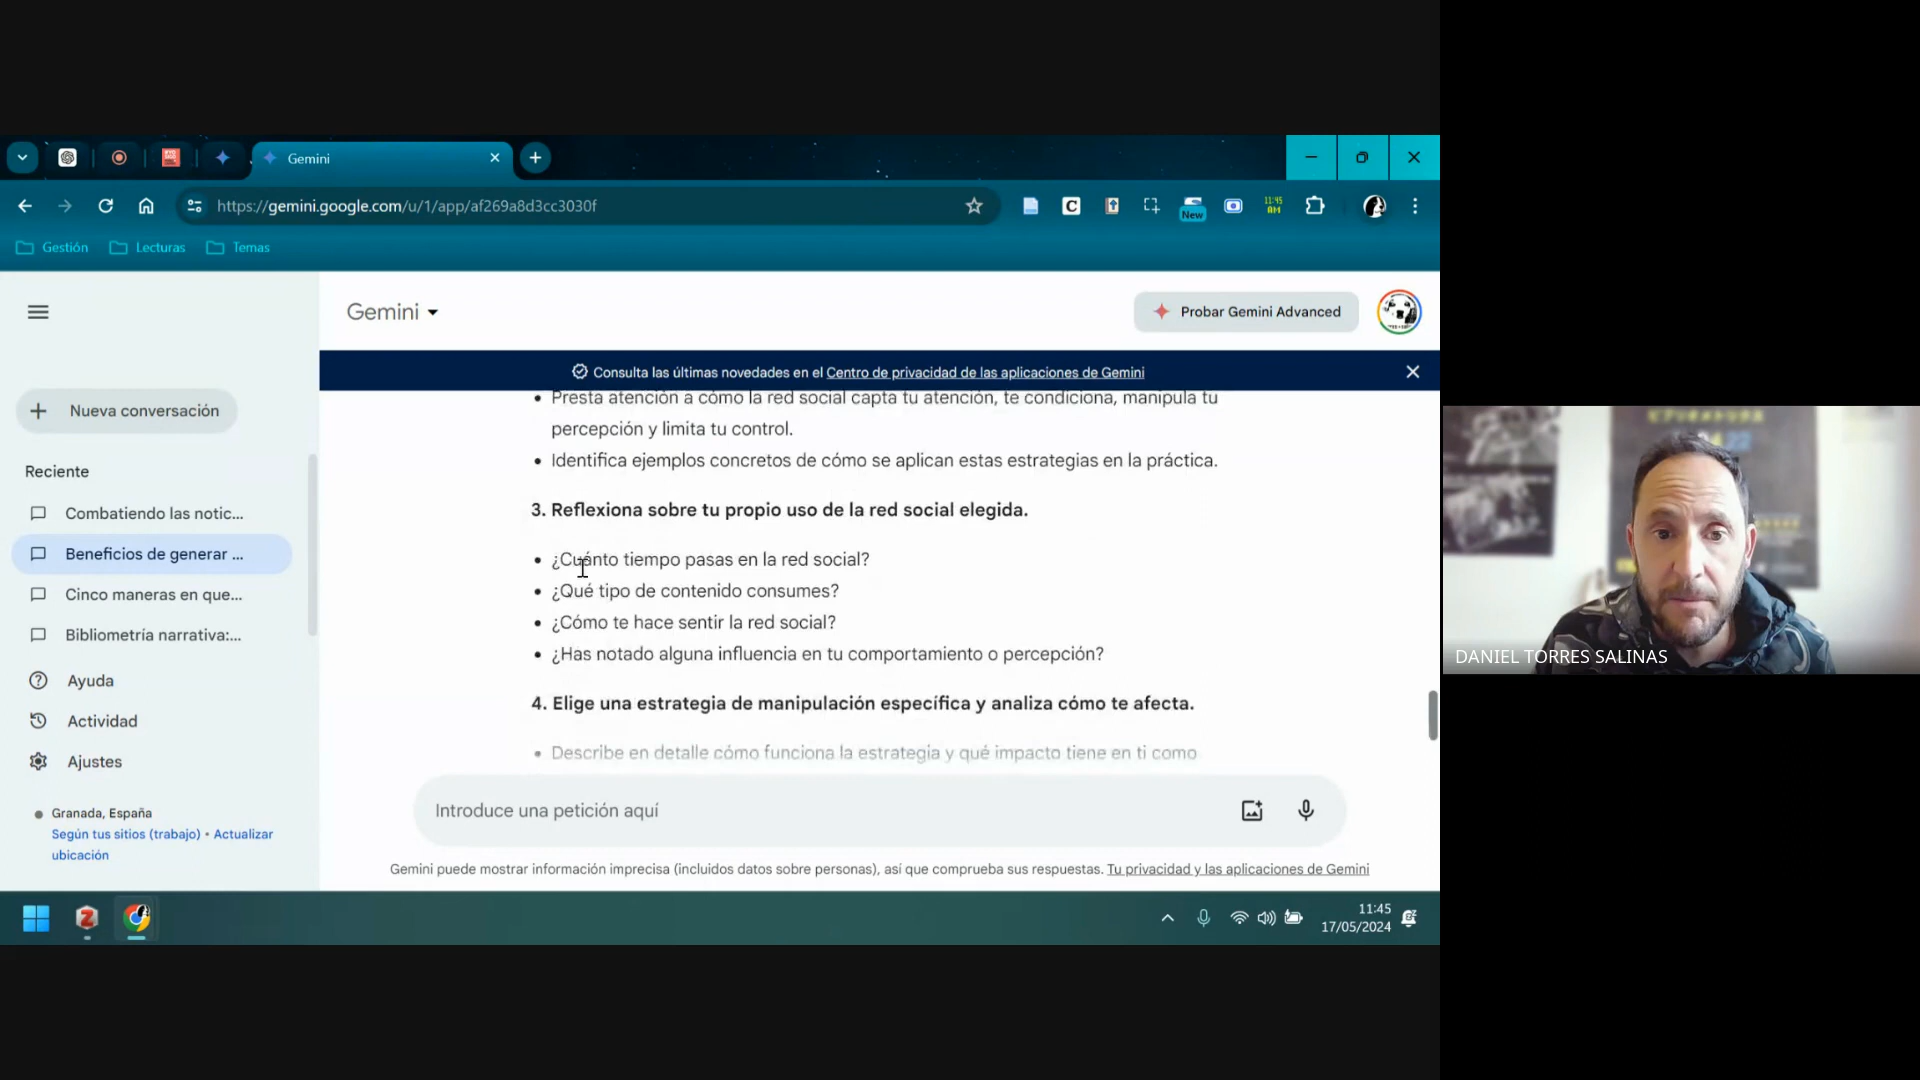 Gemini
https://gemini.google.com/u/1/app/af269a8d3cc3030f
C
New
11:45
AM
Gestión
Lecturas
Temas
Gemini
Probar Gemini Advanced
Consulta las últimas novedades en el Centro de privacidad de las aplicaciones de Gemini
Nueva conversación
Reciente
Combatiendo las notic...
Beneficios de generar ...
Cinco maneras en que...
Bibliometría narrativa:...
Ayuda
Actividad
Ajustes
Granada, España
Según tus sitios (trabajo) • Actualizar
ubicación
• Presta atención a cómo la red social capta tu atención, te condiciona, manipula tu
percepción y limita tu control.
• Identifica ejemplos concretos de cómo se aplican estas estrategias en la práctica.
3. Reflexiona sobre tu propio uso de la red social elegida.
• ¿Cuánto tiempo pasas en la red social?
• ¿Qué tipo de contenido consumes?
• ¿Cómo te hace sentir la red social?
• ¿Has notado alguna influencia en tu comportamiento o percepción?
4. Elige una estrategia de manipulación específica y analiza cómo te afecta.
• Describe en detalle cómo funciona la estrategia y qué impacto tiene en ti como
Introduce una petición aquí
Gemini puede mostrar información imprecisa (incluidos datos sobre personas), así que comprueba sus respuestas. Tu privacidad y las aplicaciones de Gemini
Z
11:45
17/05/2024
DANIEL TORRES SALINAS